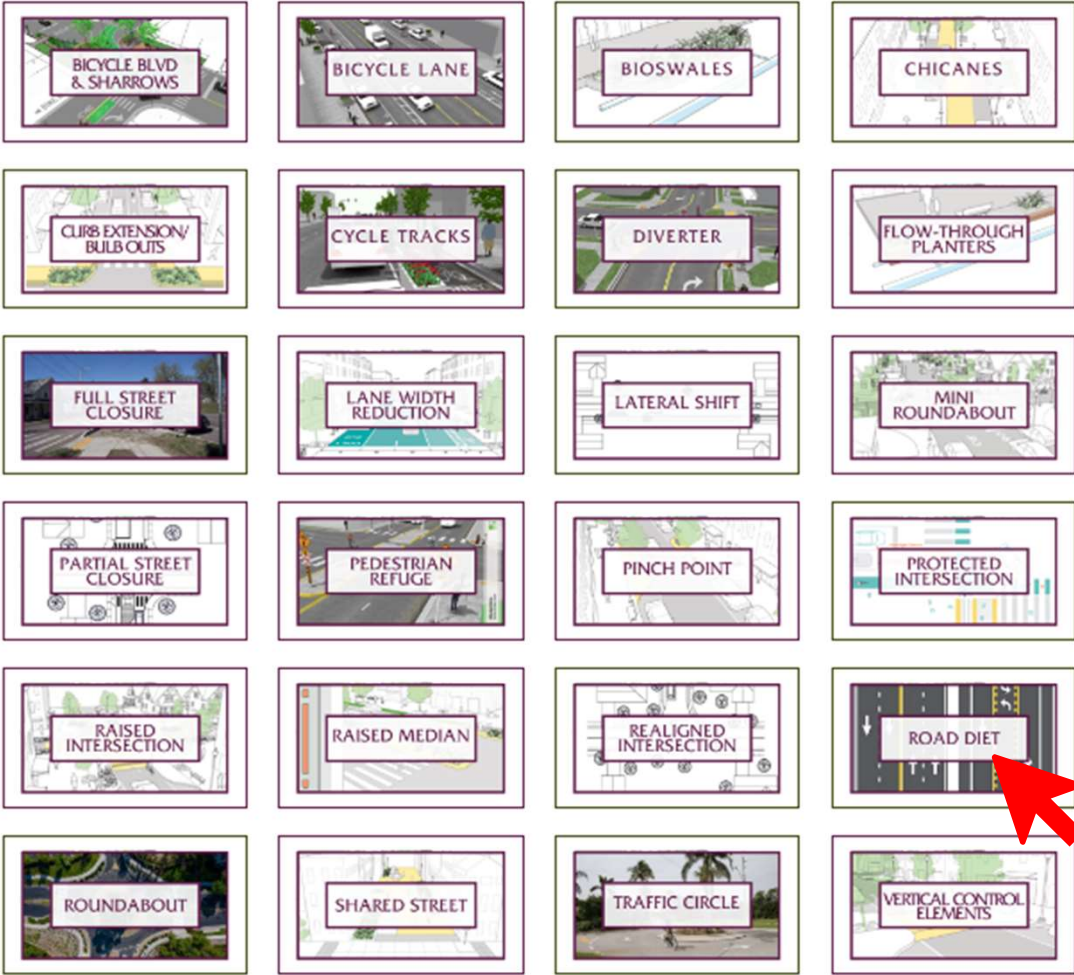 BICYCLE BLVD
& SHARROWS
BICYCLE LANE
BIOSWALES
CHICANES
CURB EXTENSION/
BULB OUTS
CYCLE TRACKS
DIVERTER
FLOW-THROUGH
PLANTERS
FULL STREET
CLOSURE
LANE WIDTH
REDUCTION
LATERAL SHIFT
MINI
ROUNDABOUT
PARTIAL STREET
CLOSURE
PEDESTRIAN
REFUGE
PINCH POINT
PROTECTED
INTERSECTION
RAISED
INTERSECTION
RAISED MEDIAN
REALIGNED
INTERSECTION
ROAD DIET
ROUNDABOUT
SHARED STREET
TRAFFIC CIRCLE
VERTICAL CONTROL
ELEMENTS